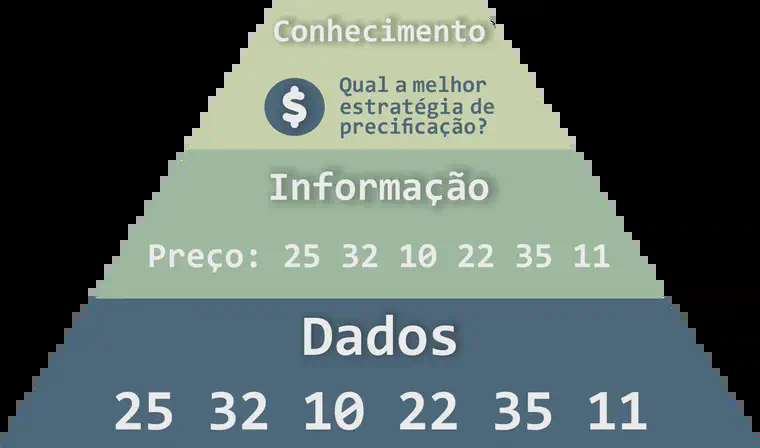 Conhecimento
Qual a melhor
estratégia de
precificação?
Informação
Preço: 25 32 10 22 35 11
Dados
25 32 10 22 35 11